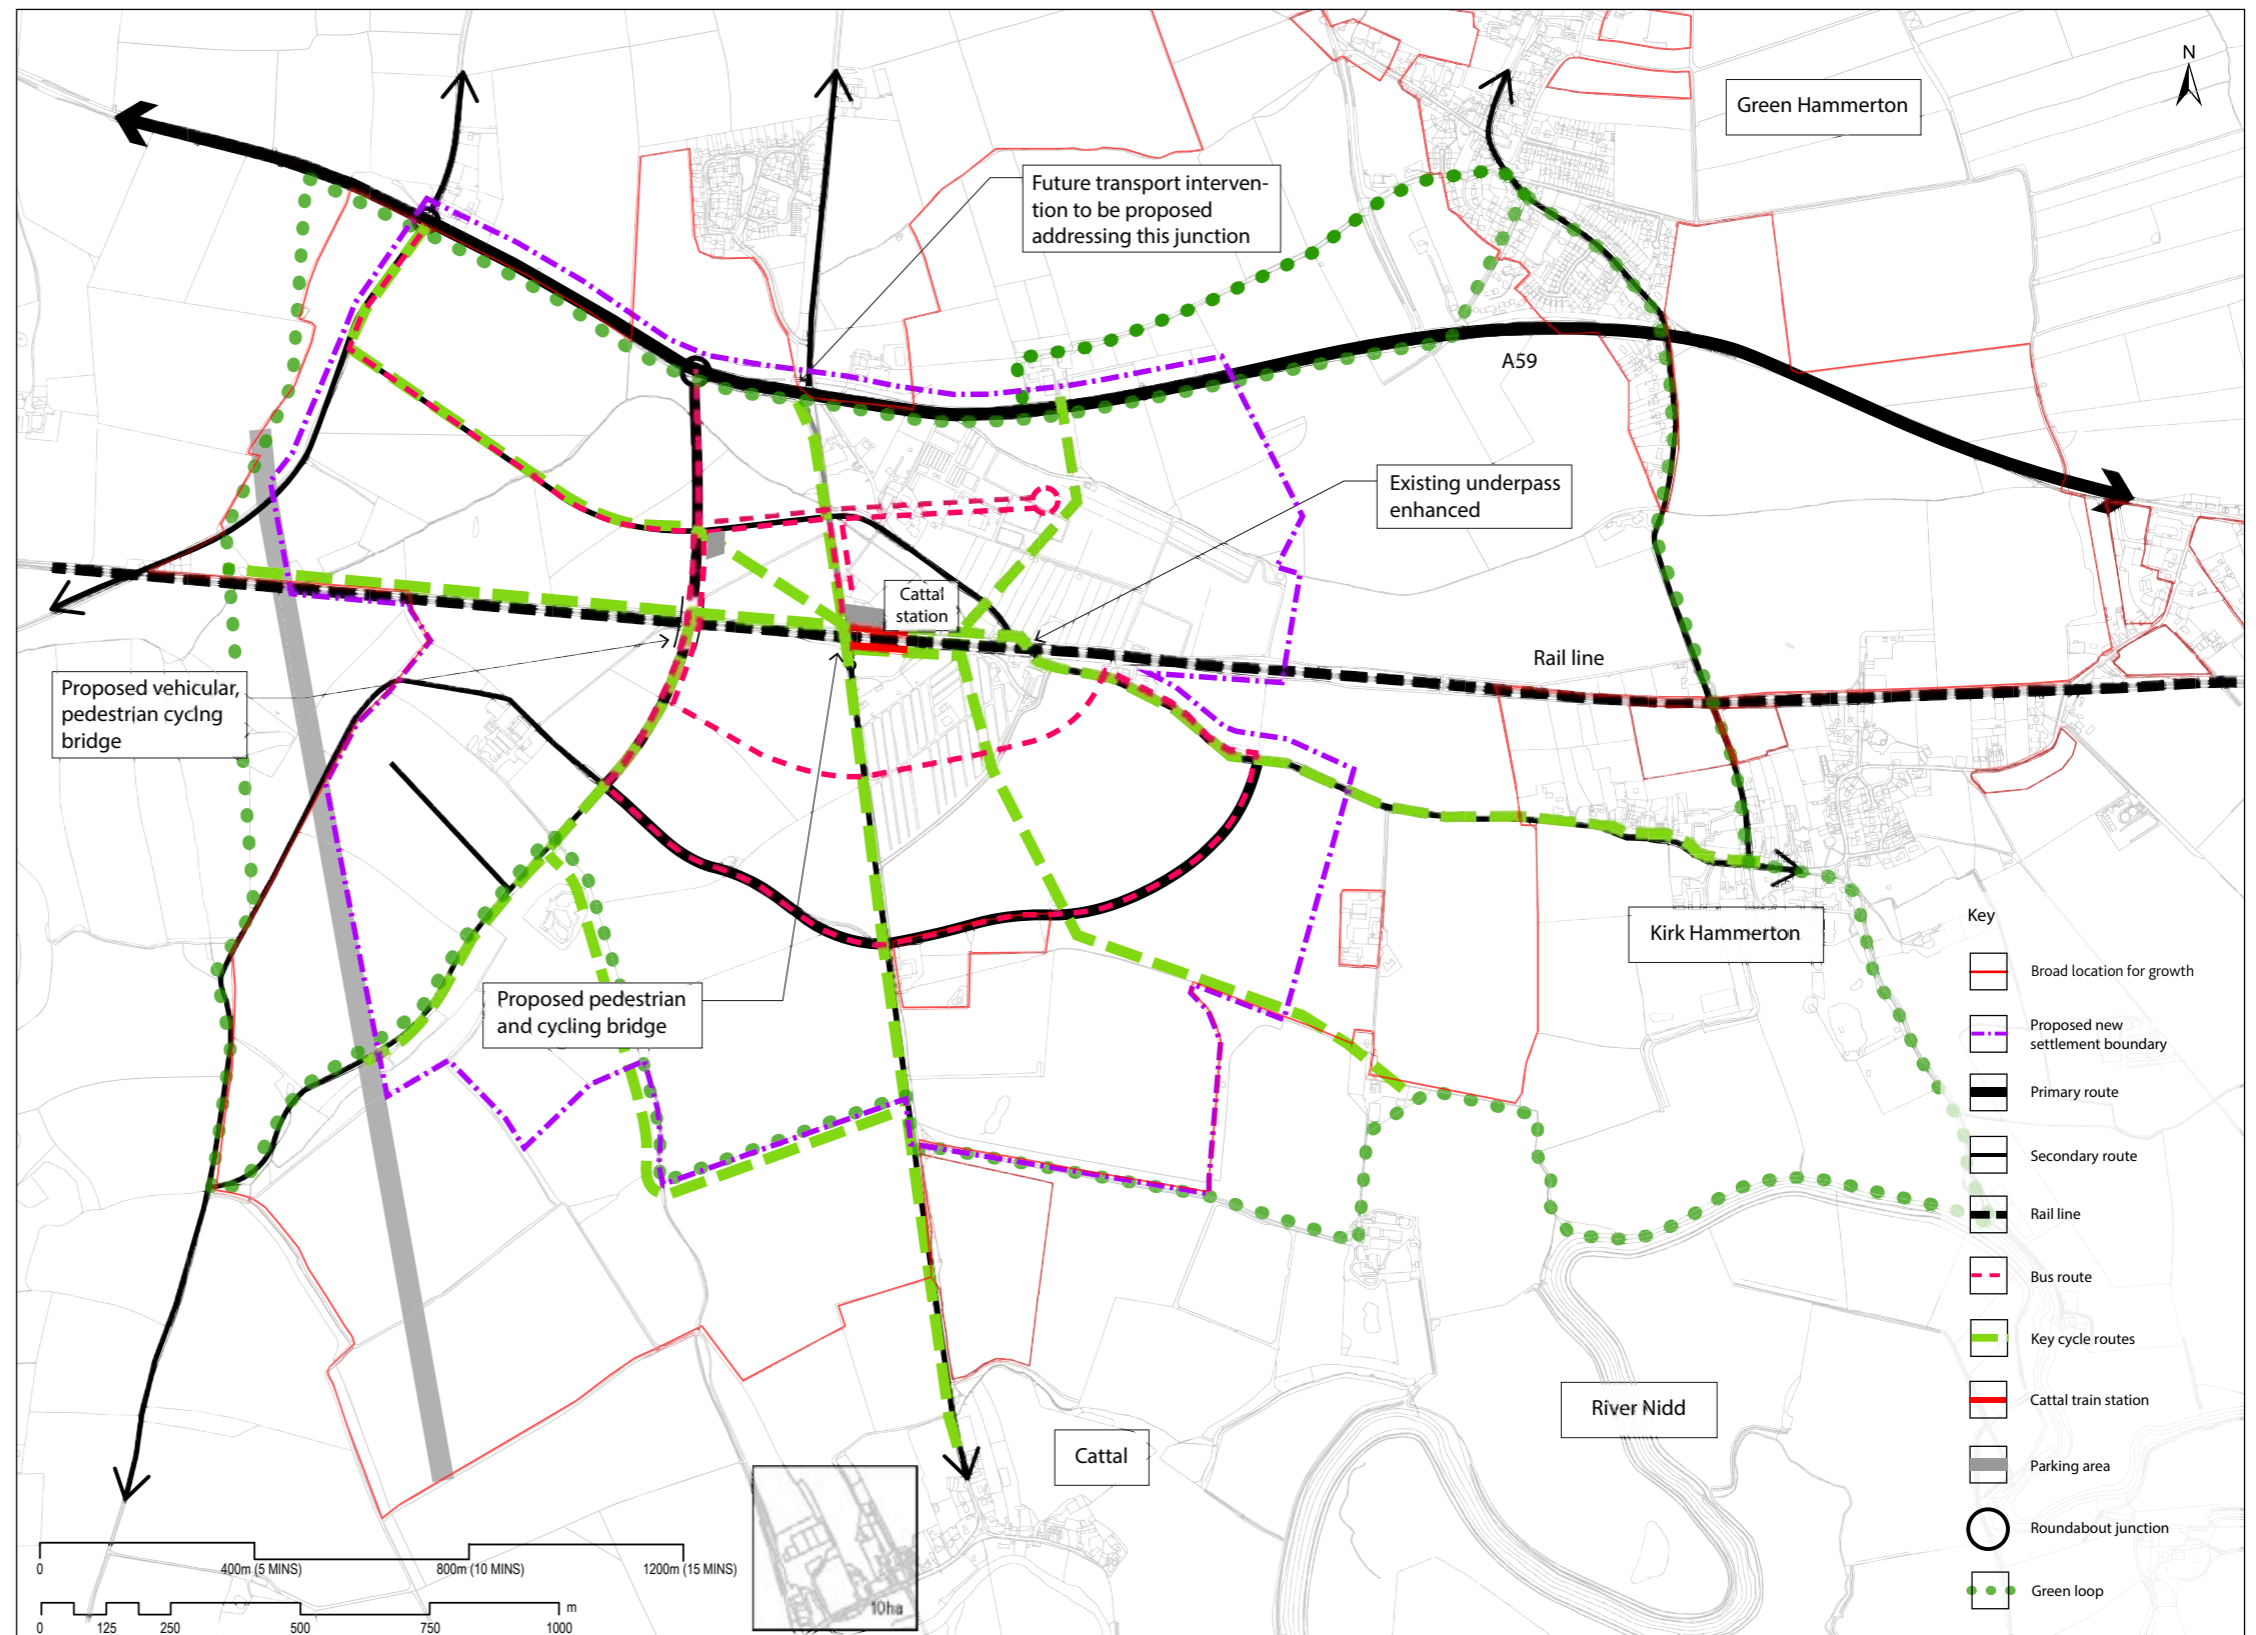 N
Green Hammerton
Future transport interven-
tion to be proposed
addressing this junction
A59
Existing underpass
enhanced
Cattal
station
Rail line
Proposed vehicular,
pedestrian cyclng
bridge
Proposed pedestrian
and cycling bridge
Kirk Hammerton
River Nidd
Cattal
Key
Broad location for growth
Proposed new
settlement boundary
Primary route
Secondary route
Rail line
Bus route
Key cycle routes
Cattal train station
Parking area
Roundabout junction
Green loop
0
400m (5 MINS)
800m (10 MINS)
1200m (15 MINS)
m
0
125
250
500
750
1000
10ha